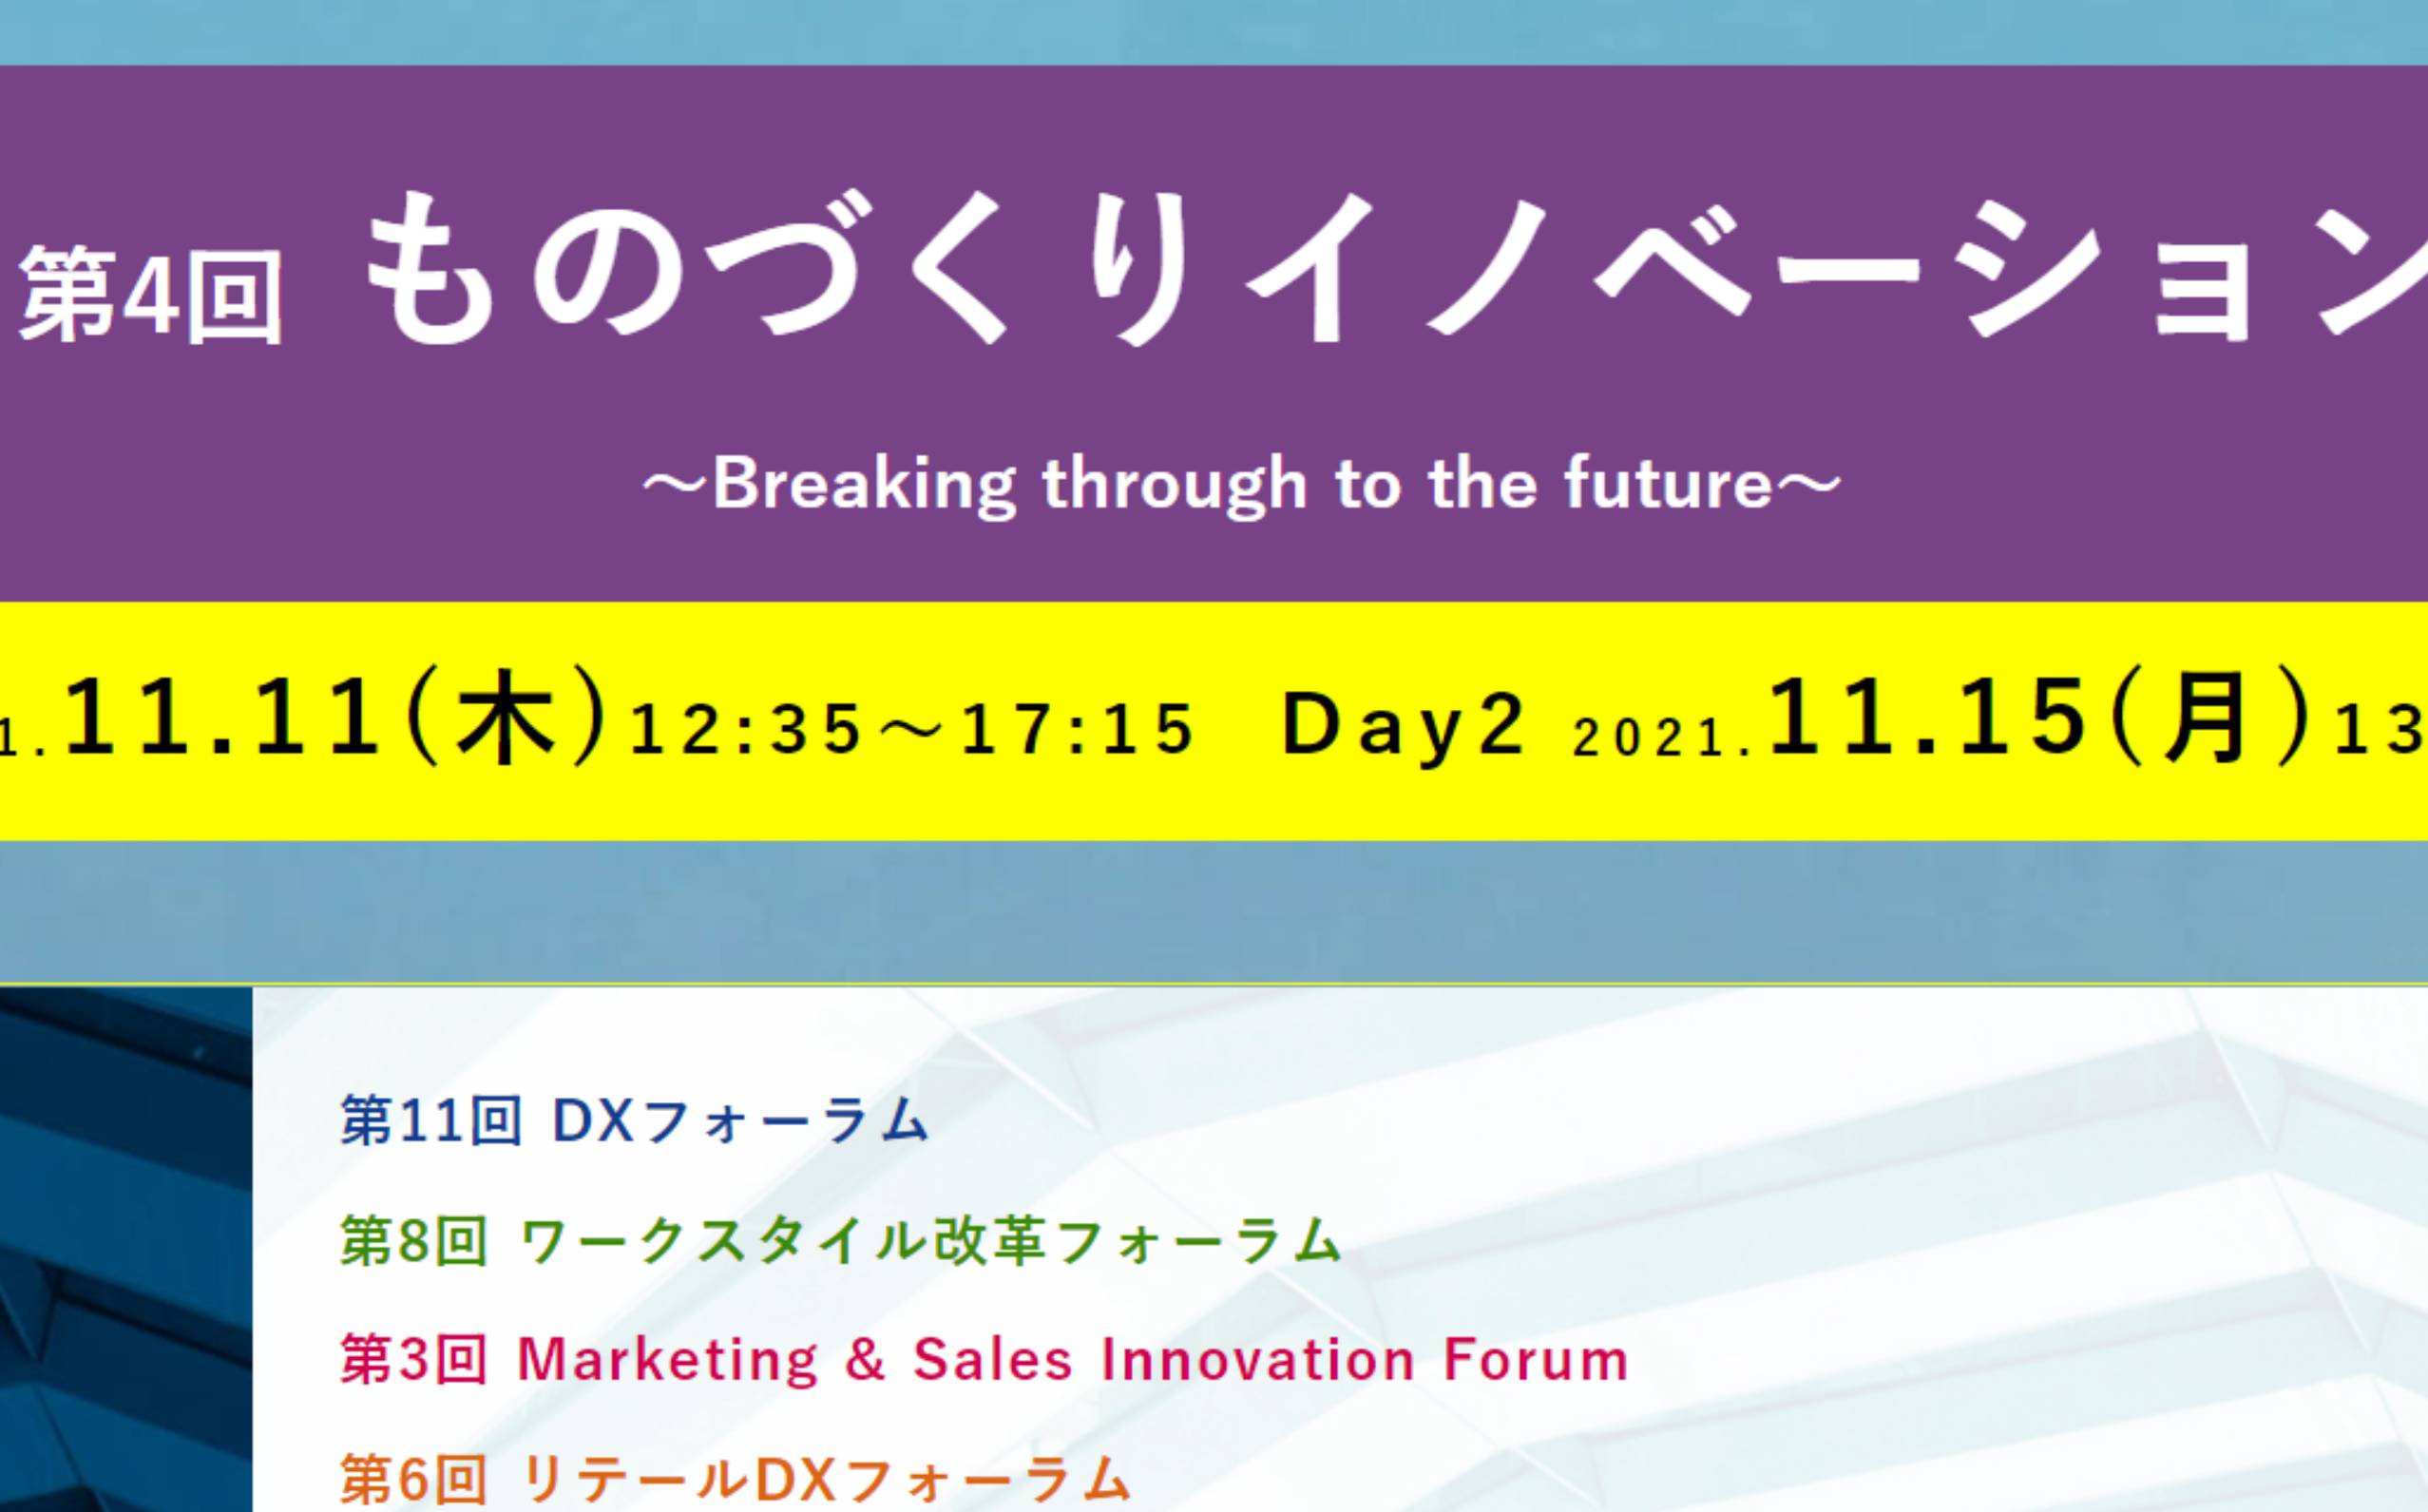 第4回 ものづくりイノベーション
～Breaking through to the future～
1.11.11(木)12:35～17:15 Day2 2021.11.15(月)13
第11回 DXフォーラム
第8回 ワークスタイル改革フォーラム
第3回 Marketing & Sales Innovation Forum
第6回 リテールDXフォーラム